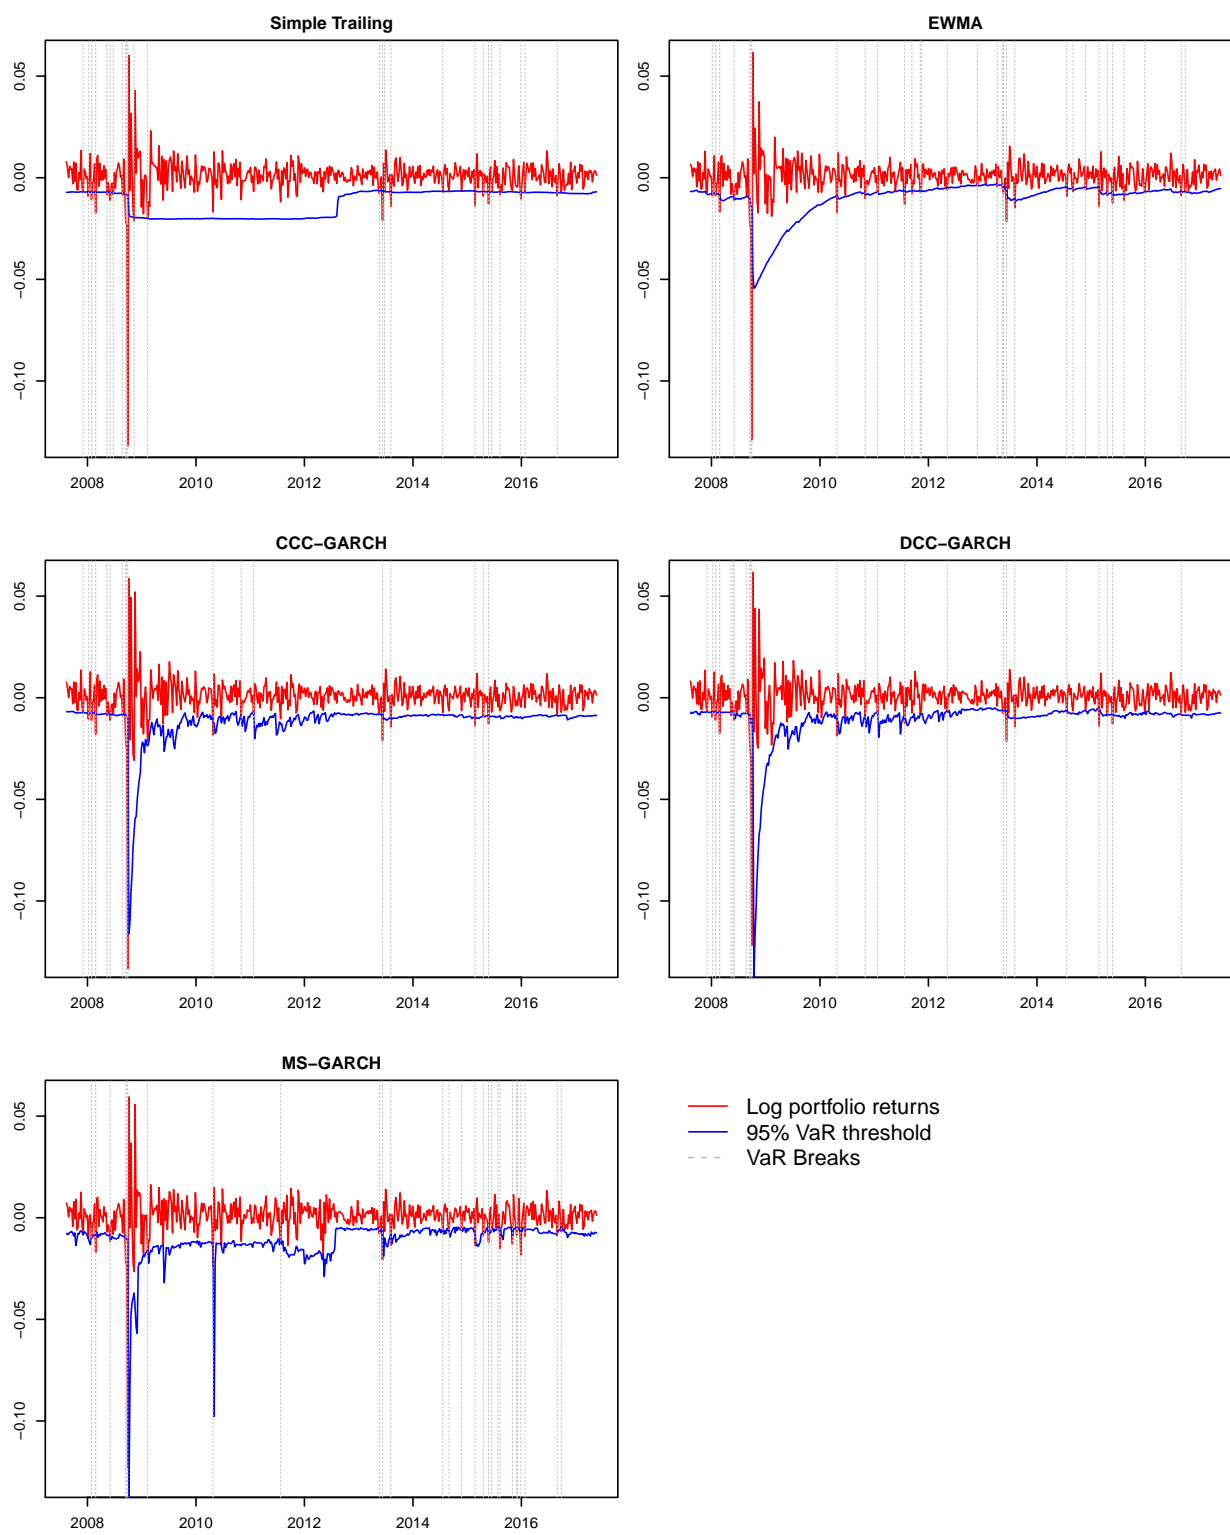 Simple Trailing
0.05
0.00
−0.05
−0.10
2008 2010 2012 2014 2016
EWMA
0.05
0.00
−0.05
−0.10
2008 2010 2012 2014 2016
CCC−GARCH
0.05
0.00
−0.05
−0.10
2008 2010 2012 2014 2016
DCC−GARCH
0.05
0.00
−0.05
−0.10
2008 2010 2012 2014 2016
MS−GARCH
0.05
0.00
−0.05
−0.10
2008 2010 2012 2014 2016
Log portfolio returns
95% VaR threshold
VaR Breaks